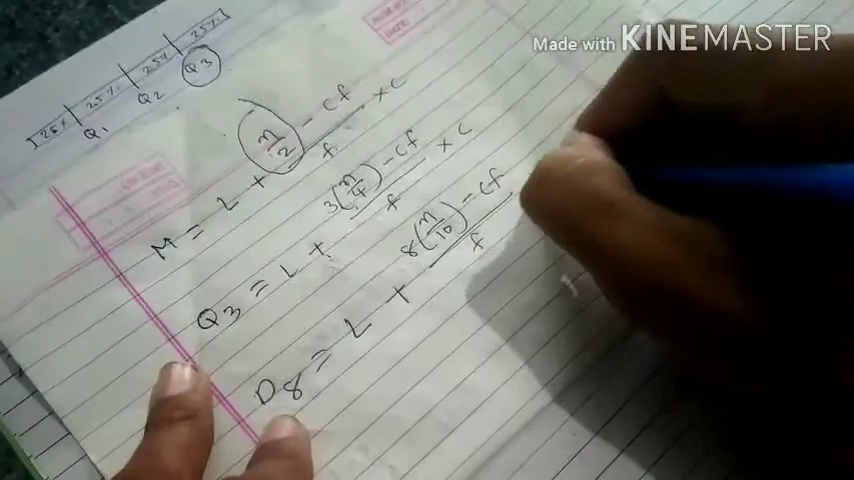 Made with KINEMASTER
25% 25% 25% 25%
Q1 Q2 Q3
M = L + n/2 - cf / f × c
Q3 = L + 3(n/4) - cf / f × c
D8 = L + 8(n/10) - cf / f